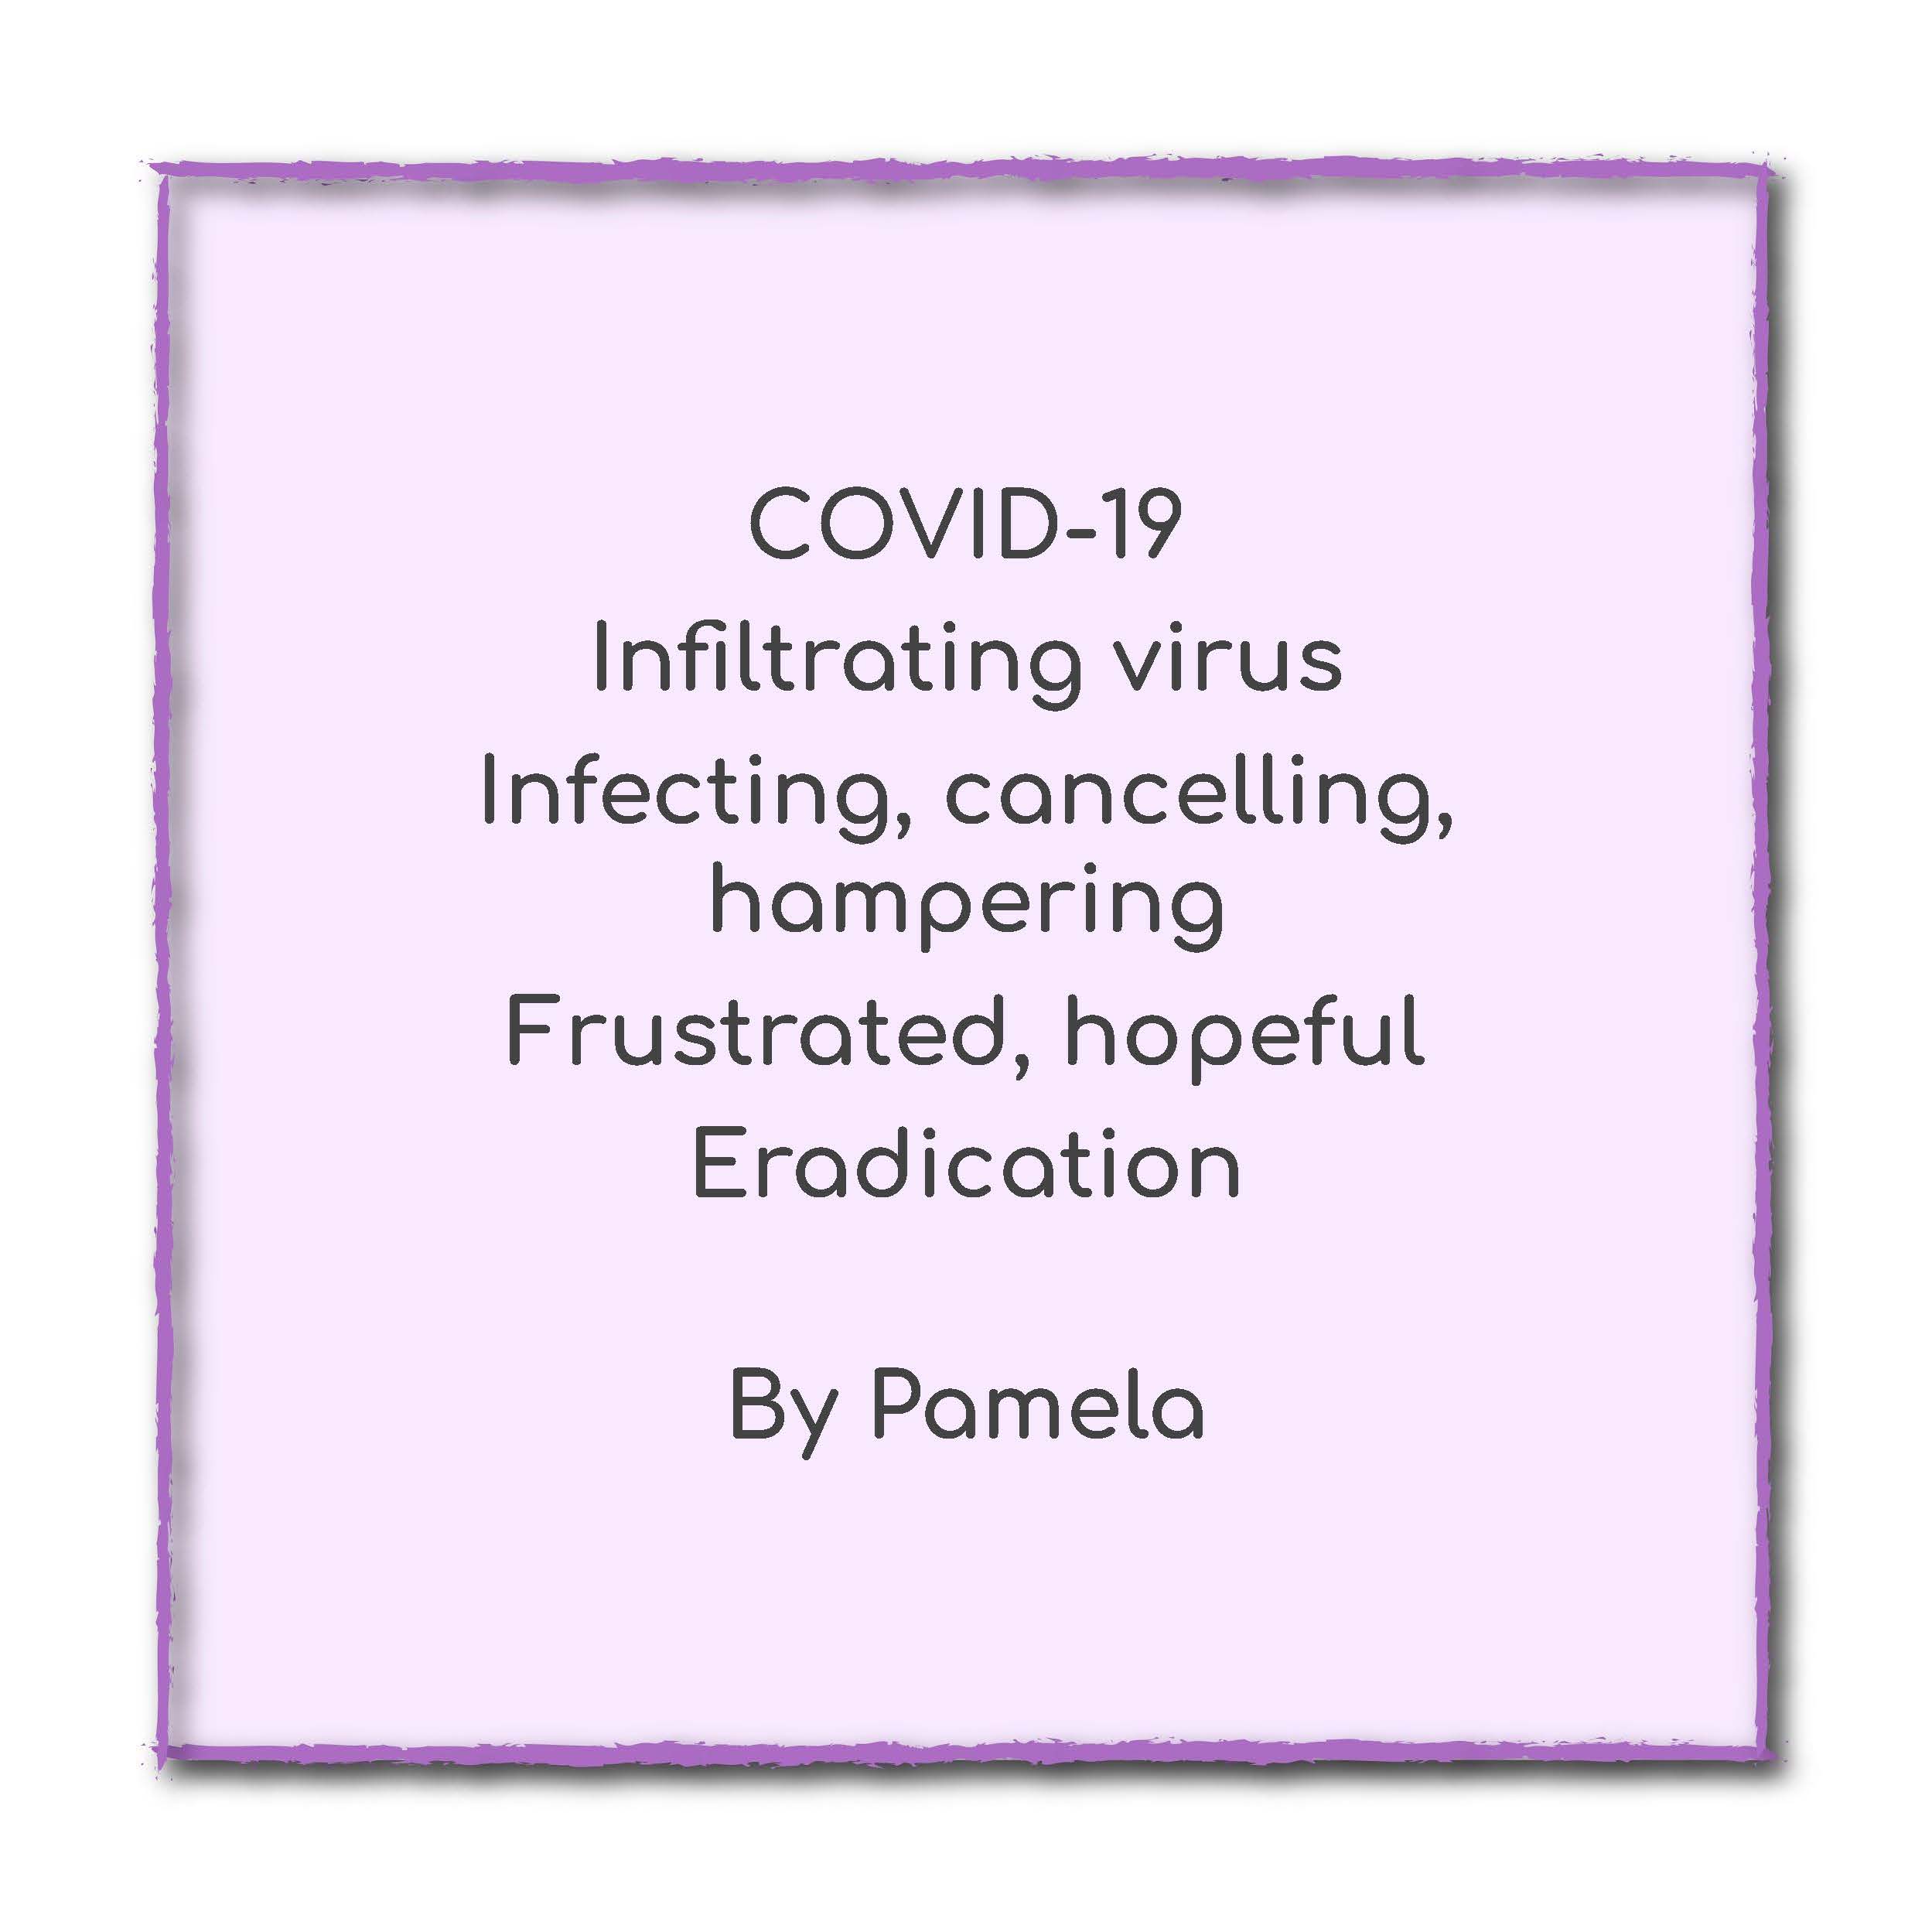 COVID-19
Infiltrating virus
Infecting, cancelling,
hampering
Frustrated, hopeful
Eradication
By Pamela